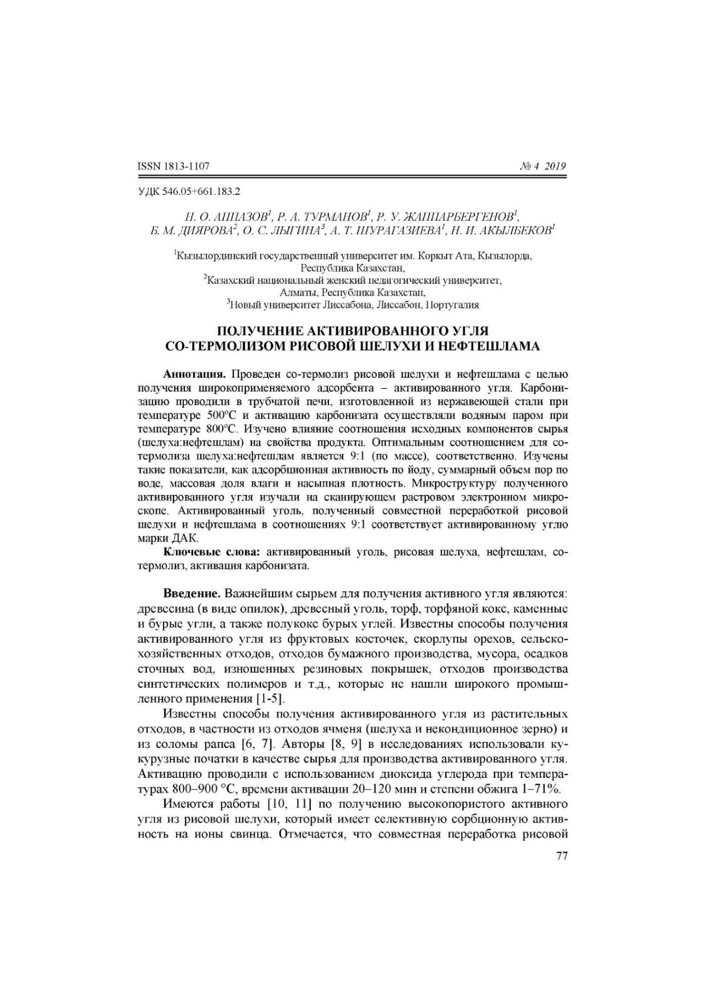 ISSN 1813-1107 № 4 2019
УДК 546.05+661.183.2
Н. О. АППАЗОВ¹, Р. А. ТУРМАНОВ¹, Р. У. ЖАППАРБЕРГЕНОВ¹,
Б. М. ДИЯРОВА², О. С. ЛЫГИНА³, А. Т. ШУРАГАЗИЕВА¹, Н. И. АКЫЛБЕКОВ¹
¹Кызылординский государственный университет им. Коркыт Ата, Кызылорда,
Республика Казахстан,
²Казахский национальный женский педагогический университет,
Алматы, Республика Казахстан,
³Новый университет Лиссабона, Лиссабон, Португалия
ПОЛУЧЕНИЕ АКТИВИРОВАННОГО УГЛЯ
СО-ТЕРМОЛИЗОМ РИСОВОЙ ШЕЛУХИ И НЕФТЕШЛАМА
Аннотация. Проведен со-термолиз рисовой шелухи и нефтешлама с целью
получения широкоприменяемого адсорбента – активированного угля. Карбони-
зацию проводили в трубчатой печи, изготовленной из нержавеющей стали при
температуре 500°С и активацию карбонизата осуществляли водяным паром при
температуре 800°С. Изучено влияние соотношения исходных компонентов сырья
(шелуха:нефтешлам) на свойства продукта. Оптимальным соотношением для со-
термолиза шелуха:нефтешлам является 9:1 (по массе), соответственно. Изучены
такие показатели, как адсорбционная активность по йоду, суммарный объем пор по
воде, массовая доля влаги и насыпная плотность. Микроструктуру полученного
активированного угля изучали на сканирующем растровом электронном микро-
скопе. Активированный уголь, полученный совместной переработкой рисовой
шелухи и нефтешлама в соотношениях 9:1 соответствует активированному углю
марки ДАК.
Ключевые слова: активированный уголь, рисовая шелуха, нефтешлам, со-
термолиз, активация карбонизата.
Введение. Важнейшим сырьем для получения активного угля являются:
древесина (в виде опилок), древесный уголь, торф, торфяной кокс, каменные
и бурые угли, а также полукокс бурых углей. Известны способы получения
активированного угля из фруктовых косточек, скорлупы орехов, сельско-
хозяйственных отходов, отходов бумажного производства, мусора, осадков
сточных вод, изношенных резиновых покрышек, отходов производства
синтетических полимеров и т.д., которые не нашли широкого промыш-
ленного применения [1-5].
Известны способы получения активированного угля из растительных
отходов, в частности из отходов ячменя (шелуха и некондиционное зерно) и
из соломы рапса [6, 7]. Авторы [8, 9] в исследованиях использовали ку-
курузные початки в качестве сырья для производства активированного угля.
Активацию проводили с использованием диоксида углерода при темпера-
турах 800–900 °С, времени активации 20–120 мин и степени обжига 1–71%.
Имеются работы [10, 11] по получению высокопористого активного
угля из рисовой шелухи, который имеет селективную сорбционную актив-
ность на ионы свинца. Отмечается, что совместная переработка рисовой
77